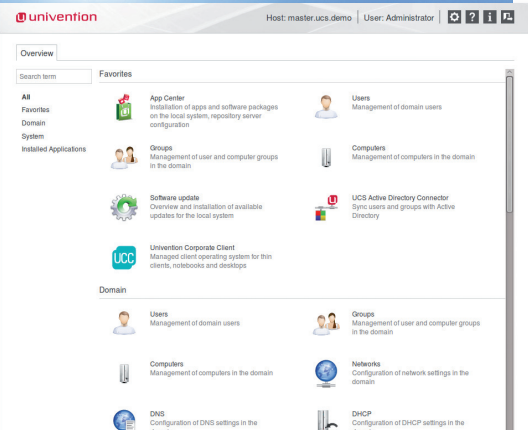 univention
Host: master.ucs.demo User: Administrator
Overview
Search term
All
Favorites
Domain
System
Installed Applications
Favorites
App Center
Installation of apps and software packages
on the local system, repository server
configuration
Users
Management of domain users
Groups
Management of user and computer groups
in the domain
Computers
Management of computers in the domain
Software update
Overview and installation of available
updates for the local system
UCS Active Directory Connector
Sync users and groups with Active
Directory
UCC
Univention Corporate Client
Managed client operating system for thin
clients, notebooks and desktops
Domain
Users
Management of domain users
Groups
Management of user and computer groups
in the domain
Computers
Management of computers in the domain
Networks
Configuration of network settings in the
domain
DNS
Configuration of DNS settings in the
DHCP
Configuration of DHCP settings in the